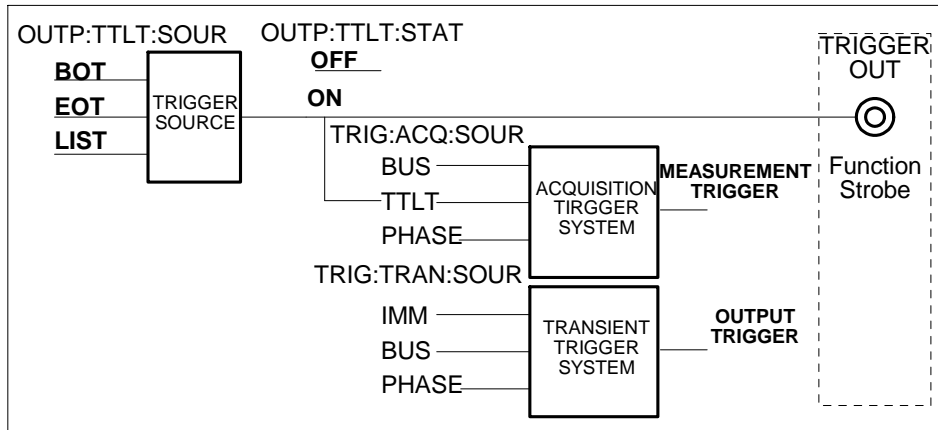 OUTP:TTLT:SOUR
BOT
EOT
LIST
TRIGGER
SOURCE
OUTP:TTLT:STAT
OFF
ON
TRIG:ACQ:SOUR
BUS
TTLT
PHASE
ACQUISITION
TIRGGER
SYSTEM
MEASUREMENT
TRIGGER
TRIG:TRAN:SOUR
IMM
BUS
PHASE
TRANSIENT
TRIGGER
SYSTEM
OUTPUT
TRIGGER
TRIGGER
OUT
Function
Strobe